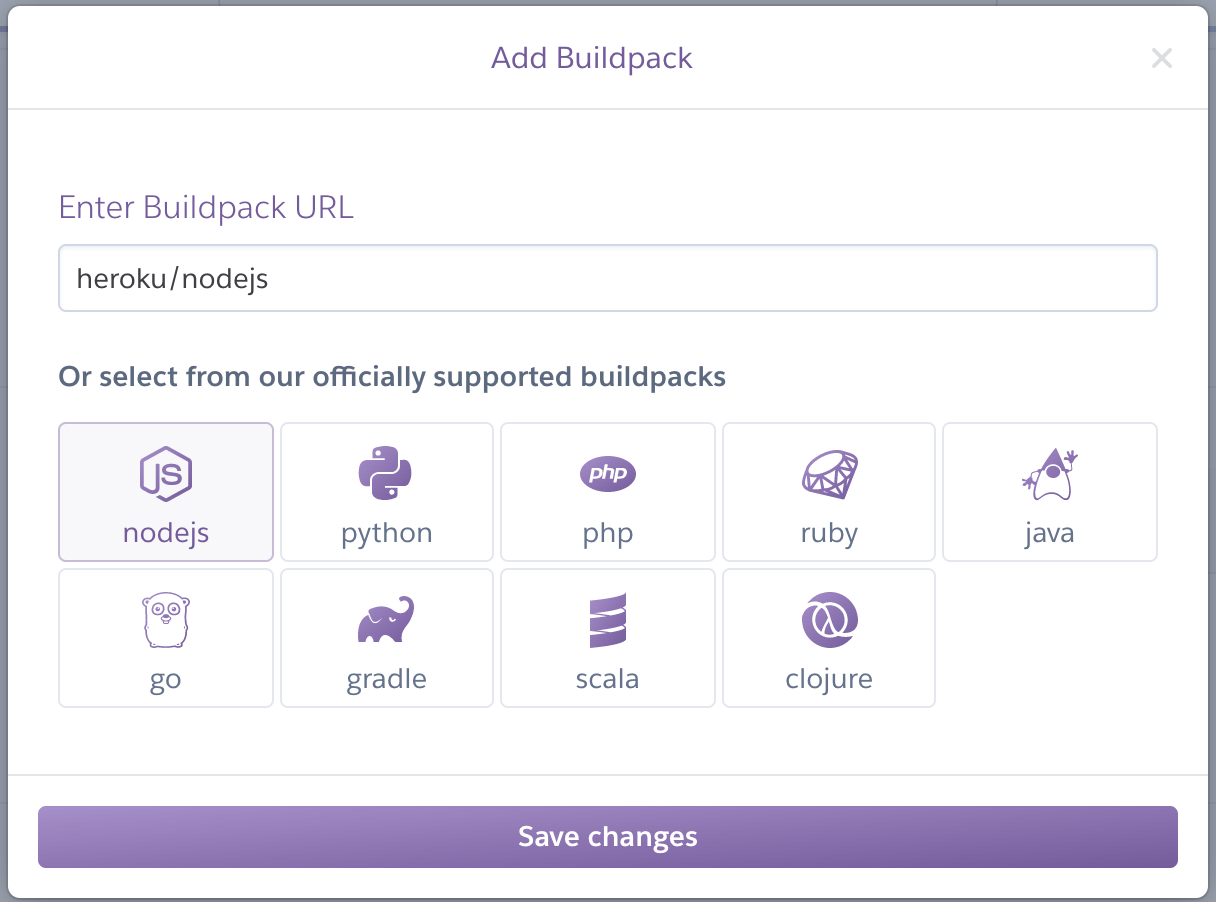 Add Buildpack
Enter Buildpack URL
heroku/nodejs
Or select from our officially supported buildpacks
JS
php
nodejs
python
php
ruby
java
go
gradle
scala
clojure
Save changes